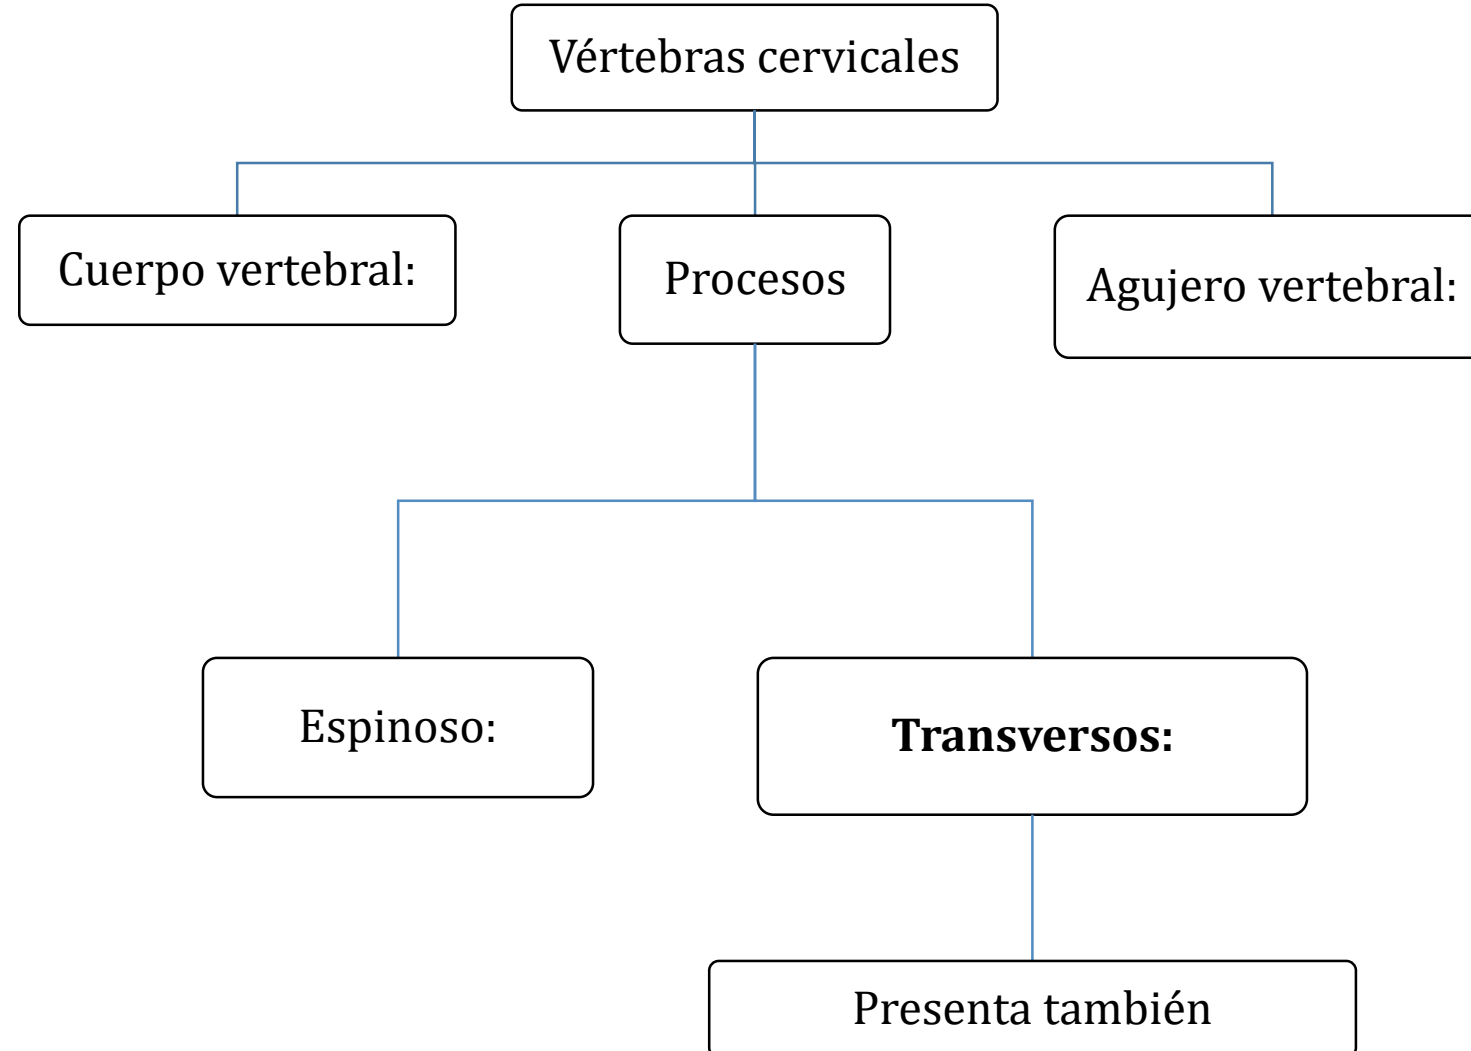 Vértebras cervicales
Cuerpo vertebral:
Procesos
Agujero vertebral:
Espinoso:
Transversos:
Presenta también